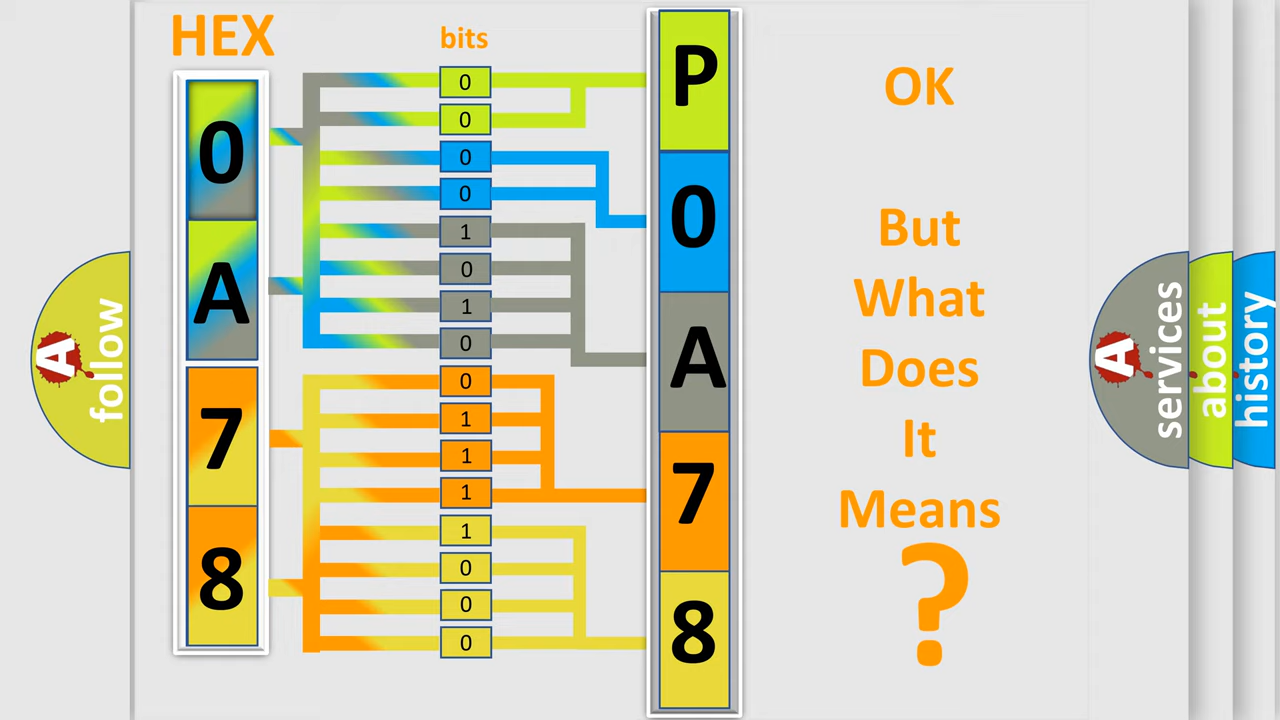 HEX
bits
0
A
7
8
0
0
0
0
1
0
1
0
0
1
1
1
1
0
0
0
P
0
A
7
8
OK
But
What
Does
It
Means
?
A
follow
A
services
about
history